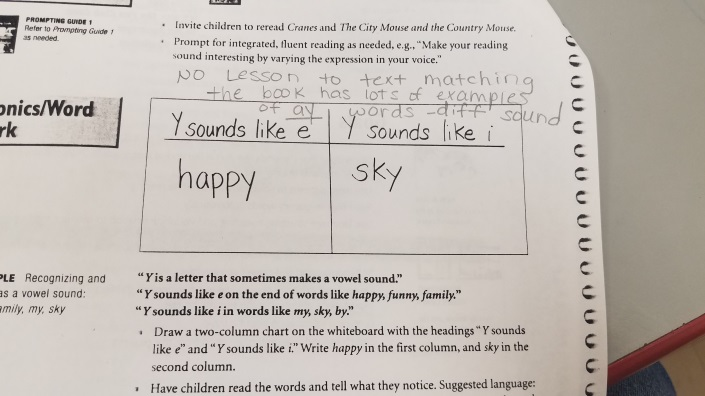 PROMPTING GUIDE 1
Refer to Prompting Guide 1
as needed.
• Invite children to reread Cranes and The City Mouse and the Country Mouse.
• Prompt for integrated, fluent reading as needed, e.g., "Make your reading
sound interesting by varying the expression in your voice."
NO Lesson to text matching
the book has lots of examples
of ay words - diff sound
onics/Word
rk
Y sounds like e
Y sounds like i
happy
sky
PLE Recognizing and
as a vowel sound:
amily, my, sky
"Y is a letter that sometimes makes a vowel sound."
"Y sounds like e on the end of words like happy, funny, family."
"Y sounds like i in words like my, sky, by."
• Draw a two-column chart on the whiteboard with the headings "Y sounds
like e" and "Y sounds like i." Write happy in the first column, and sky in the
second column.
• Have children read the words and tell what they notice. Suggested language: